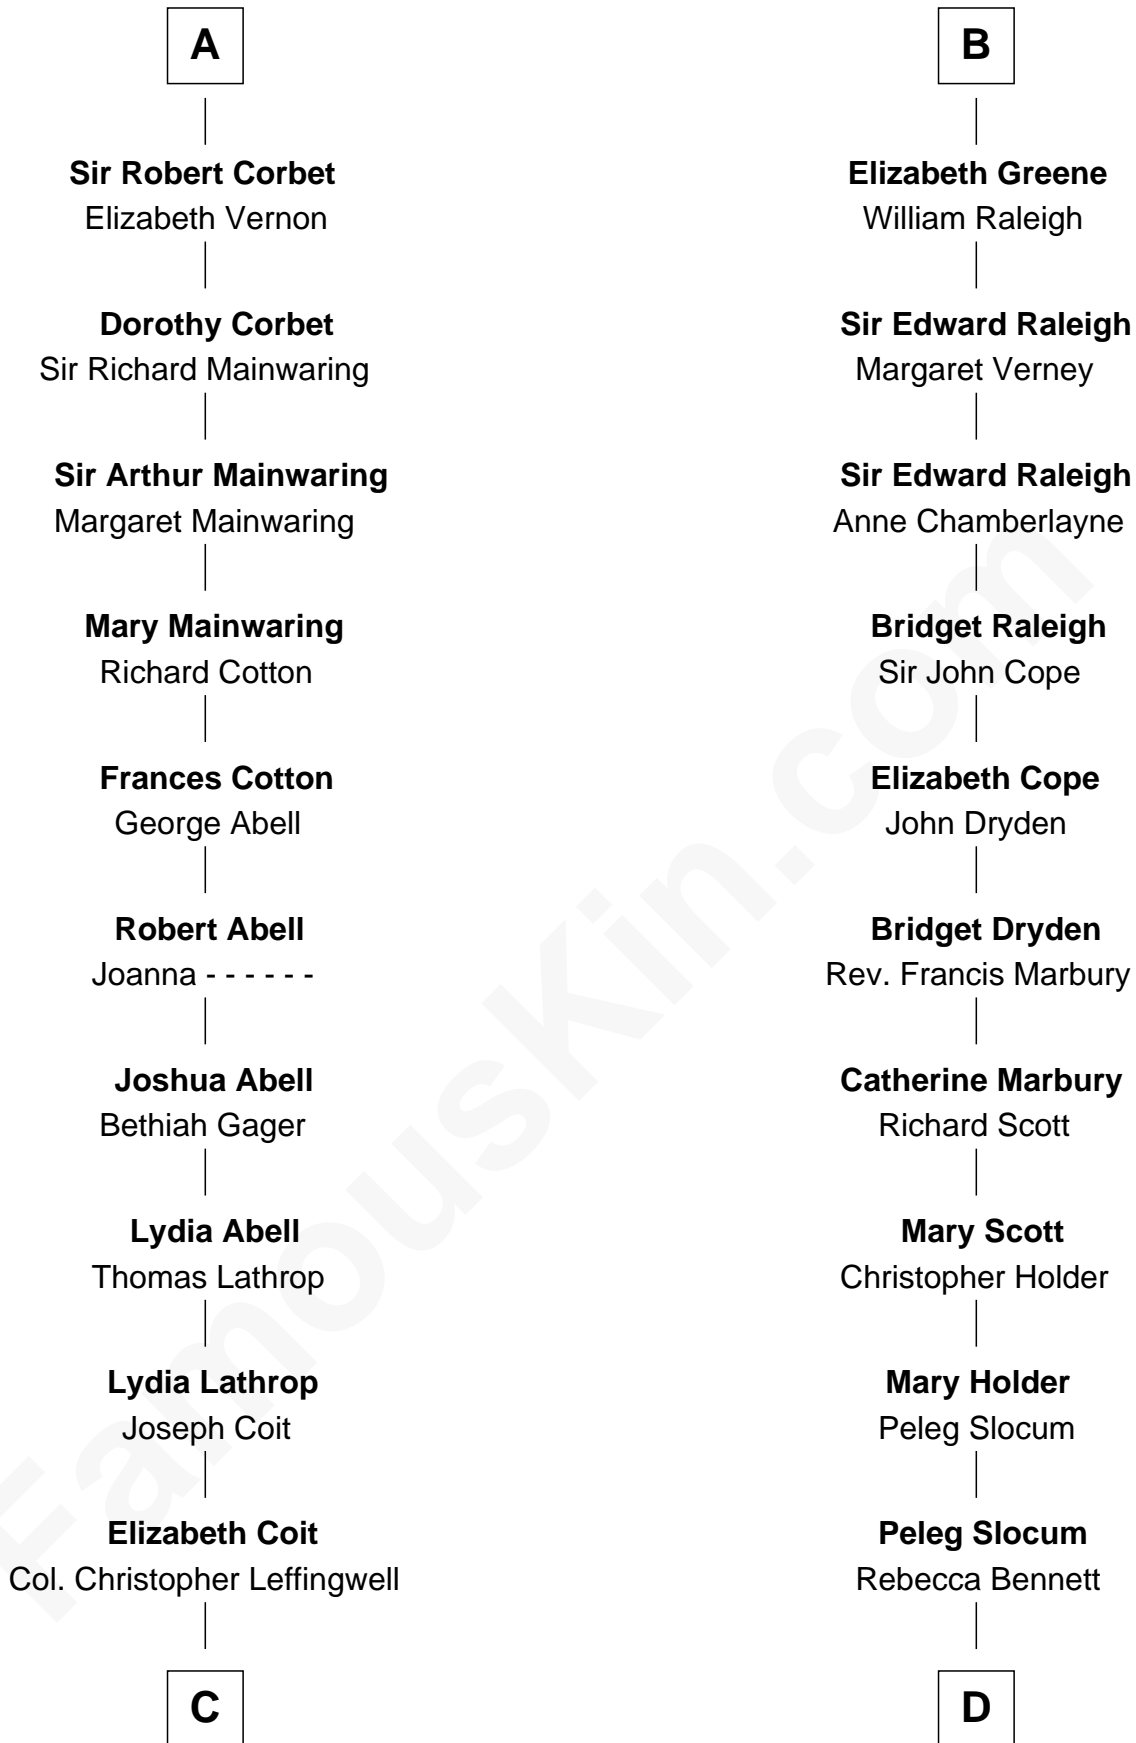 A
Sir Robert Corbet
Elizabeth Vernon
Dorothy Corbet
Sir Richard Mainwaring
Sir Arthur Mainwaring
Margaret Mainwaring
Mary Mainwaring
Richard Cotton
Frances Cotton
George Abell
Robert Abell
Joanna - - - - - -
Joshua Abell
Bethiah Gager
Lydia Abell
Thomas Lathrop
Lydia Lathrop
Joseph Coit
Elizabeth Coit
Col. Christopher Leffingwell
C
B
Elizabeth Greene
William Raleigh
Sir Edward Raleigh
Margaret Verney
Sir Edward Raleigh
Anne Chamberlayne
Bridget Raleigh
Sir John Cope
Elizabeth Cope
John Dryden
Bridget Dryden
Rev. Francis Marbury
Catherine Marbury
Richard Scott
Mary Scott
Christopher Holder
Mary Holder
Peleg Slocum
Peleg Slocum
Rebecca Bennett
D
FamousKin.com